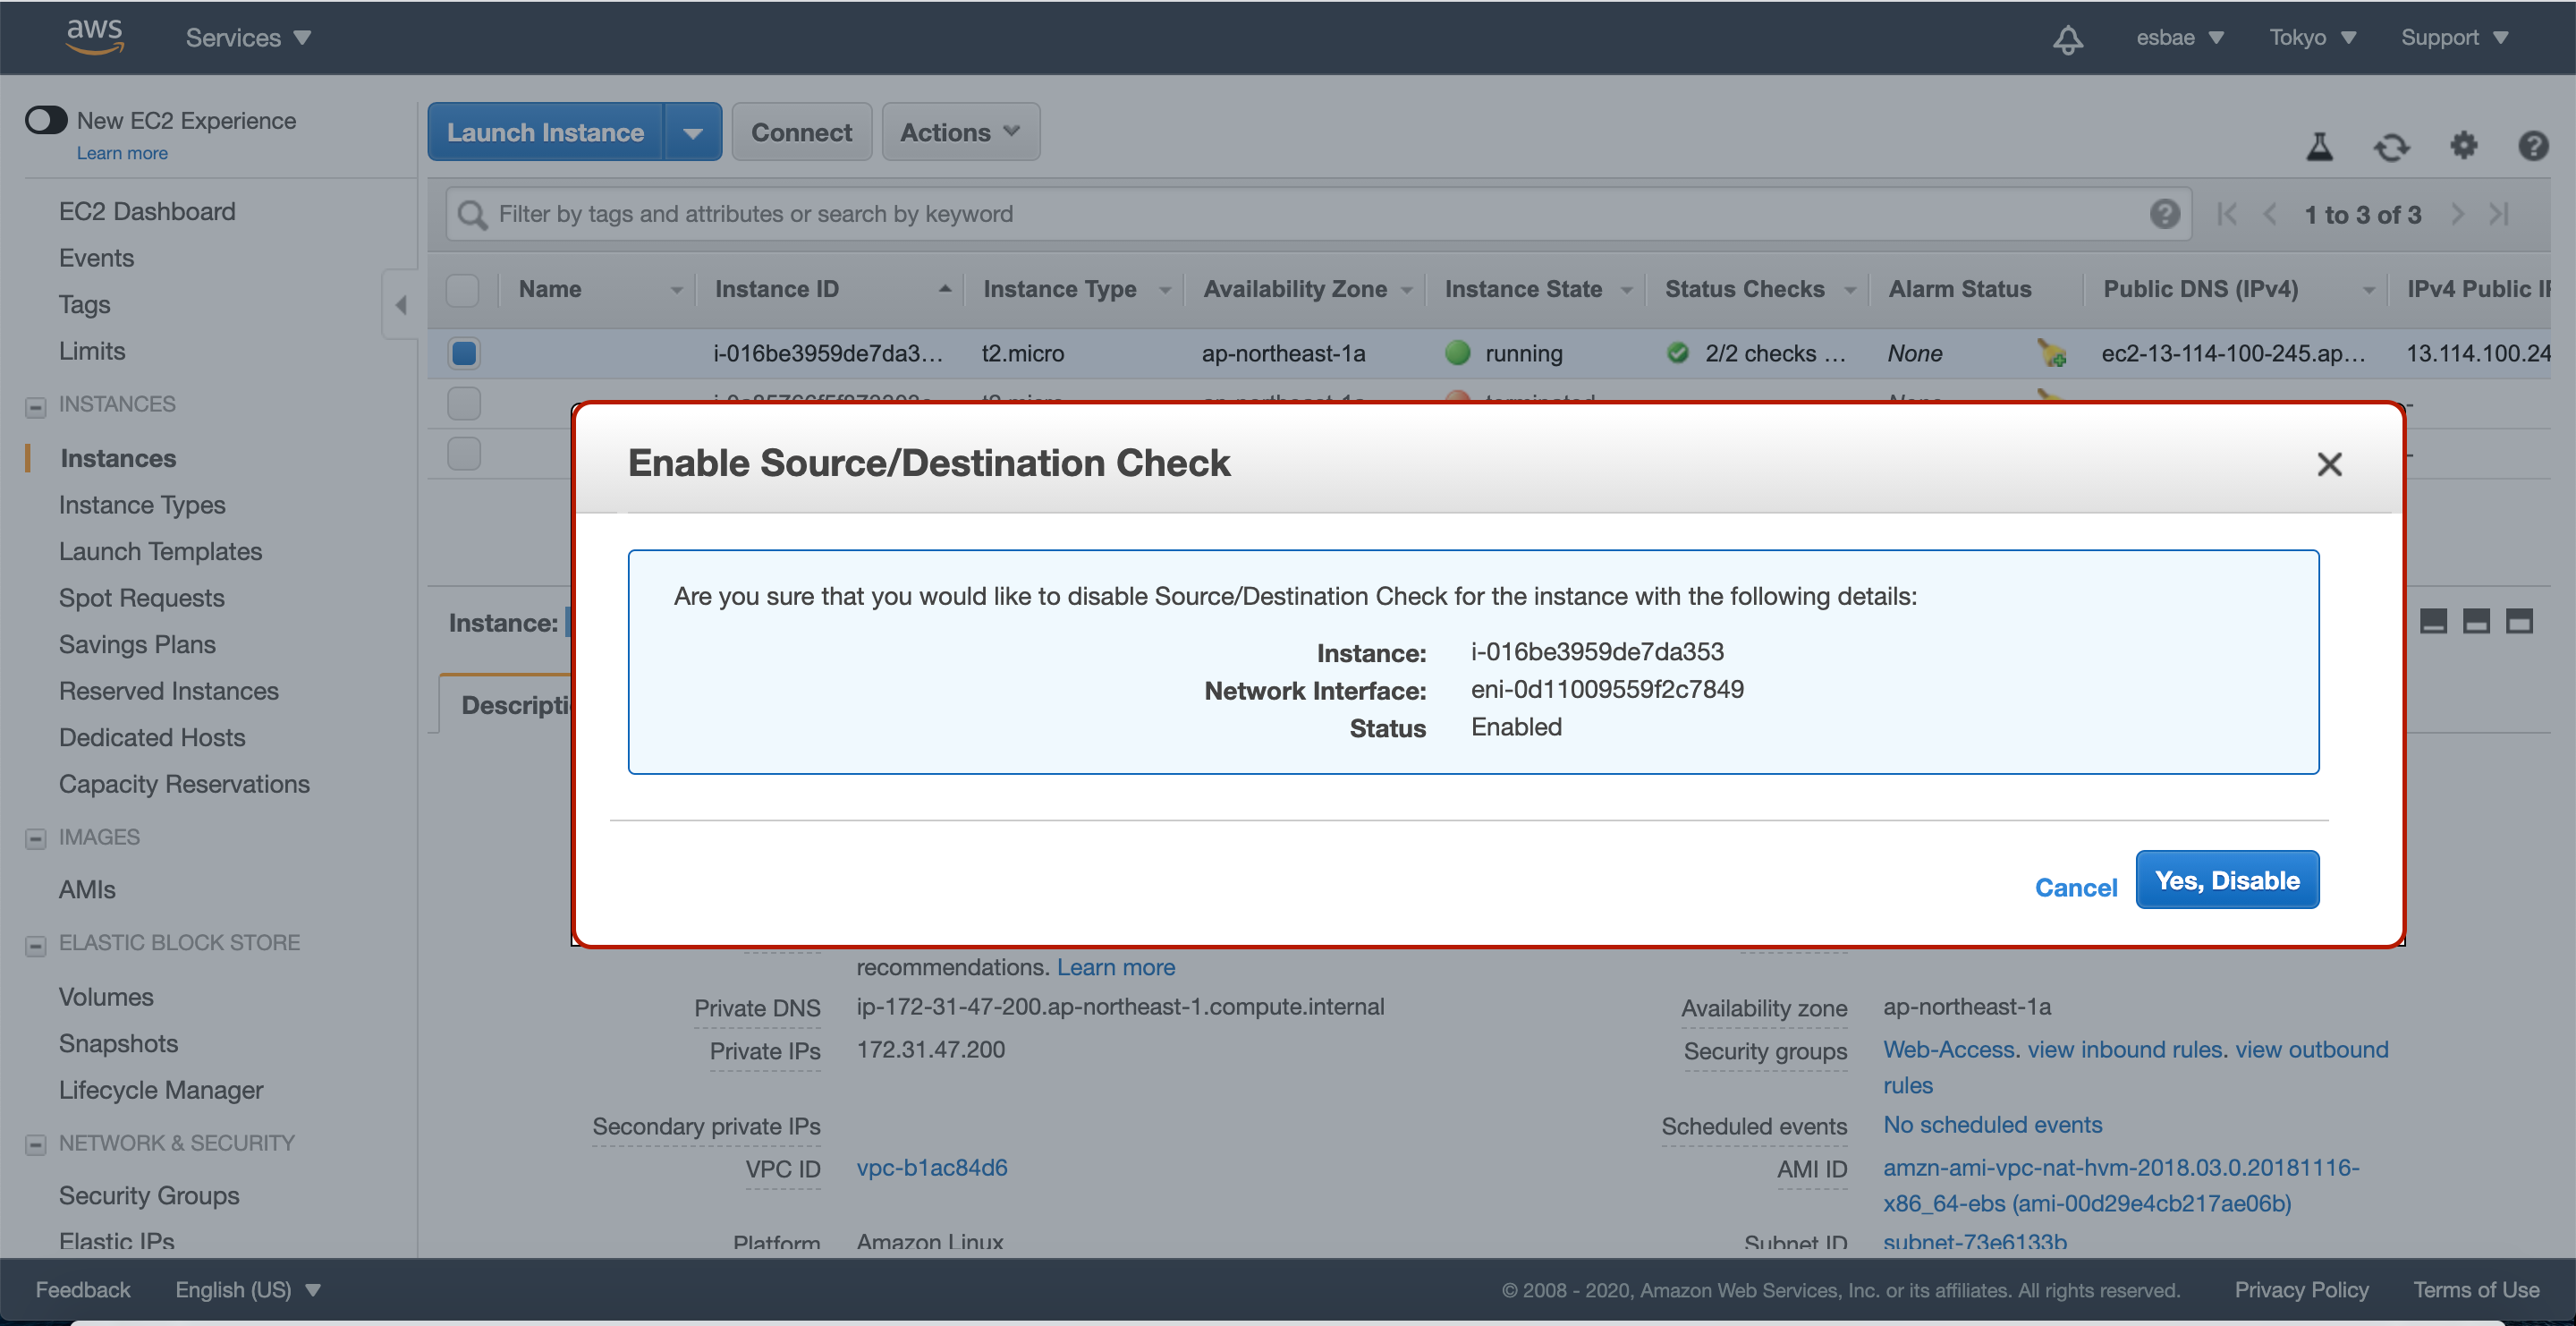 aws
Services
esbae
Tokyo
Support
New EC2 Experience
Learn more
Launch Instance
Connect
Actions
EC2 Dashboard
Events
Tags
Limits
INSTANCES
Instances
Instance Types
Launch Templates
Spot Requests
Savings Plans
Reserved Instances
Dedicated Hosts
Capacity Reservations
IMAGES
AMIs
ELASTIC BLOCK STORE
Volumes
Snapshots
Lifecycle Manager
NETWORK & SECURITY
Security Groups
Elastic IPs
Filter by tags and attributes or search by keyword
1 to 3 of 3
Name Instance ID Instance Type Availability Zone Instance State Status Checks Alarm Status Public DNS (IPv4) IPv4 Public
i-016be3959de7da3... t2.micro ap-northeast-1a running 2/2 checks ... None ec2-13-114-100-245.ap... 13.114.100.24
Enable Source/Destination Check
Are you sure that you would like to disable Source/Destination Check for the instance with the following details:
Instance: i-016be3959de7da353
Network Interface: eni-0d11009559f2c7849
Status Enabled
Cancel
Yes, Disable
Instance:
Descripti
recommendations. Learn more
Private DNS ip-172-31-47-200.ap-northeast-1.compute.internal
Private IPs 172.31.47.200
Secondary private IPs
VPC ID vpc-b1ac84d6
Platform Amazon Linux
Availability zone ap-northeast-1a
Security groups Web-Access. view inbound rules. view outbound
rules
Scheduled events No scheduled events
AMI ID amzn-ami-vpc-nat-hvm-2018.03.0.20181116-
x86_64-ebs (ami-00d29e4cb217ae06b)
Subnet ID subnet-73e6133b
Feedback
English (US)
© 2008 - 2020, Amazon Web Services, Inc. or its affiliates. All rights reserved.
Privacy Policy
Terms of Use